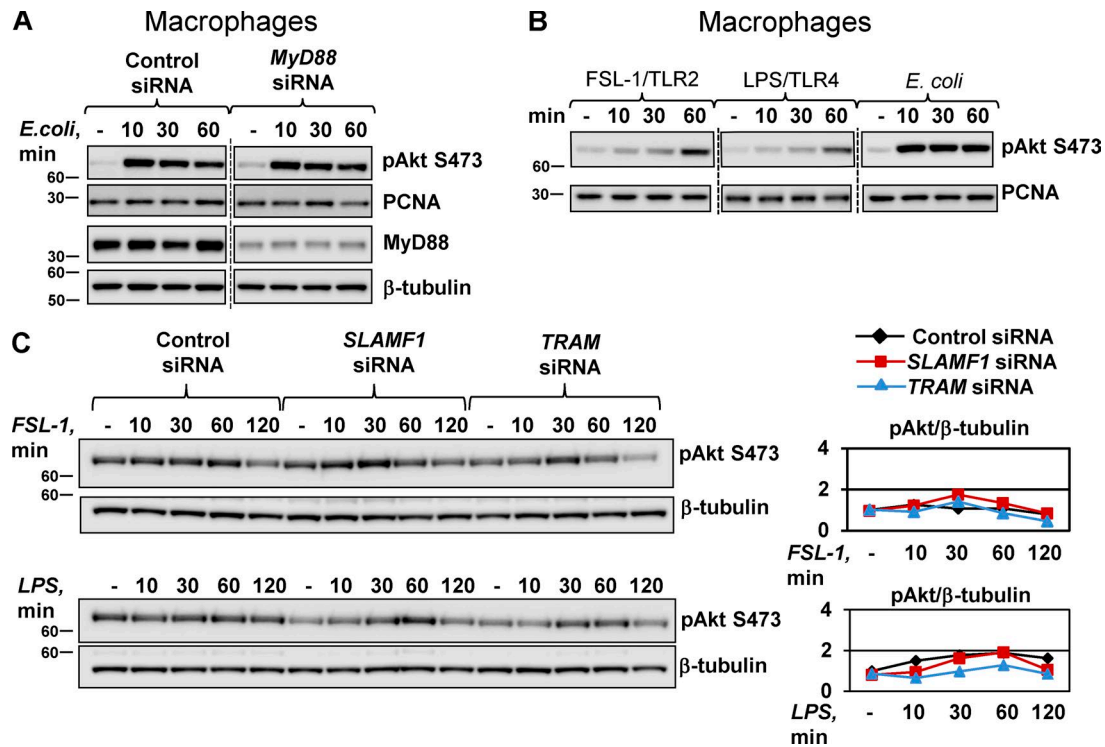 A Macrophages
Control siRNA
MyD88 siRNA
E.coli, min - 10 30 60 - 10 30 60
pAkt S473
60
30
PCNA
MyD88
30
60
β-tubulin
50
B Macrophages
FSL-1/TLR2 LPS/TLR4 E. coli
min - 10 30 60 - 10 30 60 - 10 30 60
pAkt S473
60
30
PCNA
C
Control siRNA
SLAMF1 siRNA
TRAM siRNA
FSL-1, min - 10 30 60 120 - 10 30 60 120 - 10 30 60 120
pAkt S473
60
60
β-tubulin
LPS, min - 10 30 60 120 - 10 30 60 120 - 10 30 60 120
pAkt S473
60
60
β-tubulin
Control siRNA
SLAMF1 siRNA
TRAM siRNA
pAkt/β-tubulin
4
2
0
FSL-1, min - 10 30 60 120
pAkt/β-tubulin
4
2
0
LPS, min - 10 30 60 120